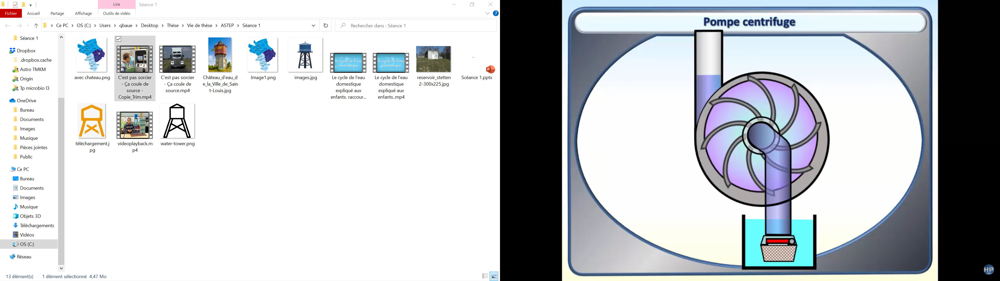 Lire
Séance 1
Fichier
Accueil
Partage
Affichage
Outils de vidéo
Ce PC
OS (C:)
Users
qbaue
Desktop
Thèse
Vie de thèse
ASTEP
Séance 1
Rechercher dans : Séance 1
Séance 1
Dropbox
.dropbox.cache
Astro TMKM
Origin
Tp microbio l3
OneDrive
Bureau
Documents
Images
Musique
Pièces jointes
Public
Ce PC
Bureau
Documents
Images
Musique
Objets 3D
Téléchargements
Vidéos
OS (C:)
Réseau
avec chateau.png
C'est pas sorcier
- Ça coule de
source -
Copie_Trim.mp4
C'est pas sorcier
- Ça coule de
source.mp4
Château_d'eau_d
e_la_Ville_de_Sain
t-Louis.jpg
Image1.png
images.jpg
le cycle de l'eau
domestique
Le cycle de l'eau
domestique
expliqué aux
enfants. raccour...
le cycle de l'eau
domestique
Le cycle de l'eau
domestique
expliqué aux
enfants..mp4
reservoir_stetten
2-300x225.jpg
P
Scéance 1.pptx
téléchargement.j
pg
videoplayback.m
p4
water-tower.png
13 élément(s)
1 élément sélectionné 4,47 Mo
Pompe centrifuge
HP